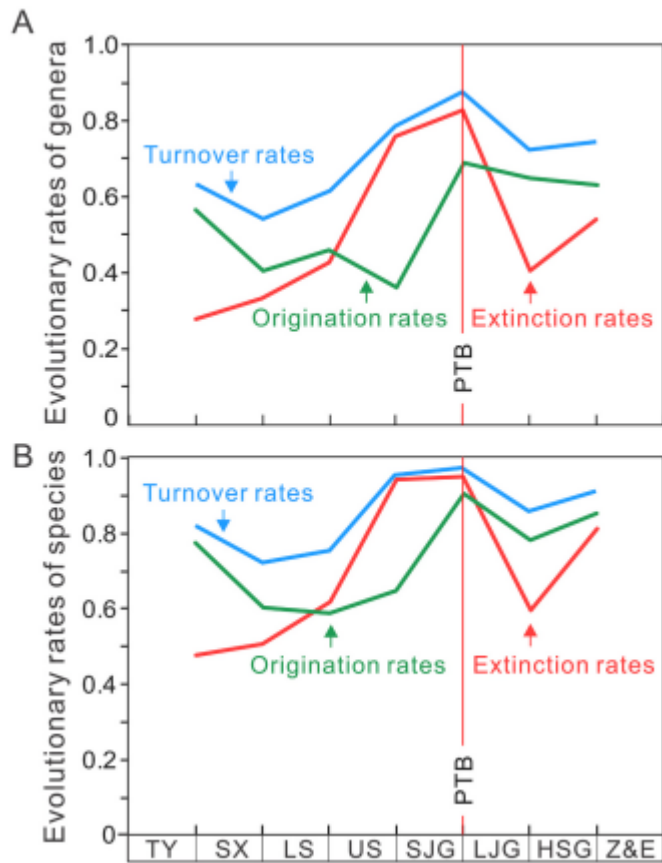 A
Evolutionary rates of genera
1.0
0.8
0.6
0.4
0.2
0
Turnover rates
Origination rates
Extinction rates
PTB
B
Evolutionary rates of species
1.0
0.8
0.6
0.4
0.2
0
Turnover rates
Origination rates
Extinction rates
PTB
TY SX LS US SJG LJG HSG Z&E